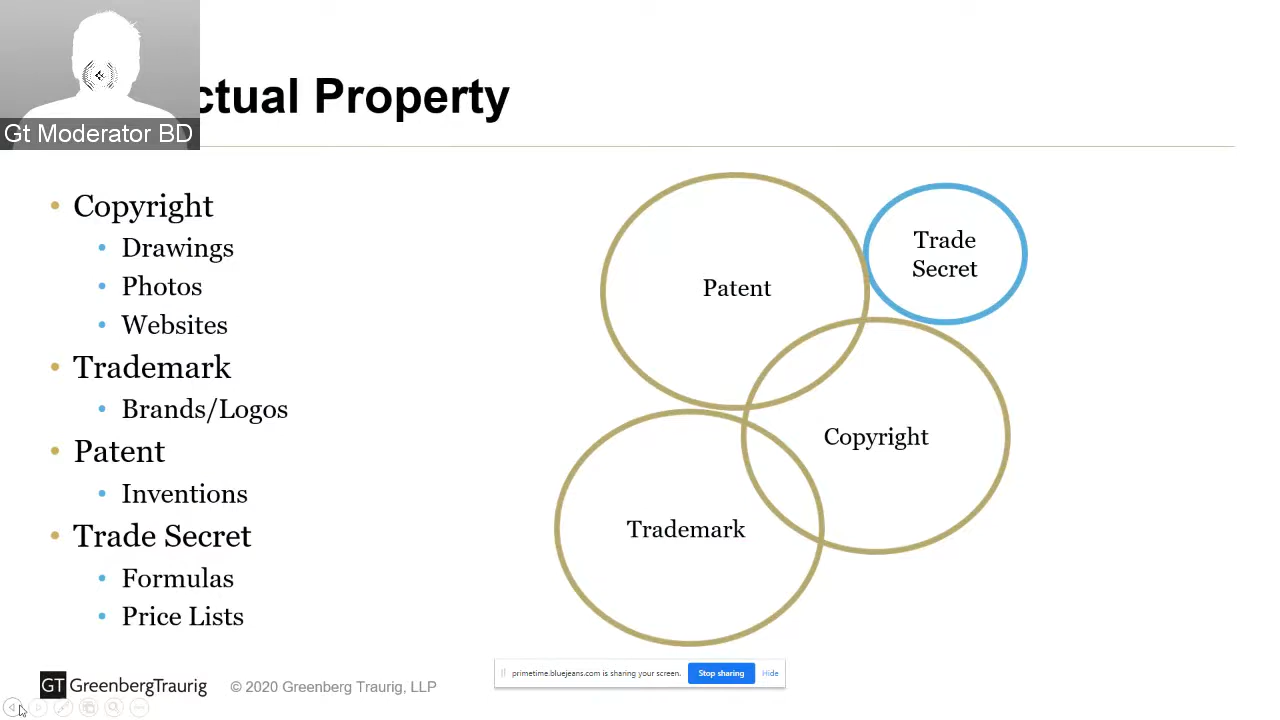 ctual Property
Gt Moderator BD
• Copyright
• Drawings
• Photos
• Websites
• Trademark
• Brands/Logos
• Patent
• Inventions
• Trade Secret
• Formulas
• Price Lists
Patent
Trade
Secret
Copyright
Trademark
GT GreenbergTraurig © 2020 Greenberg Traurig, LLP
primetime.bluejeans.com is sharing your screen. Stop sharing Hide